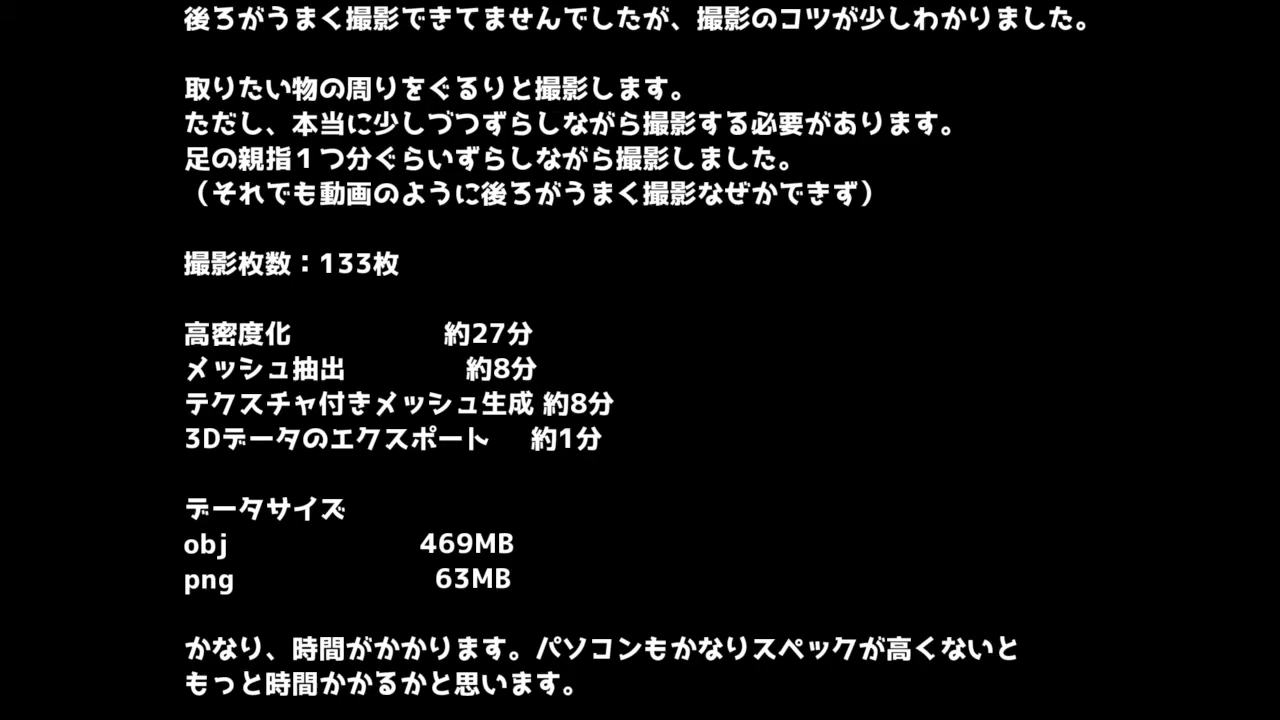 後ろがうまく撮影できてませんでしたが、撮影のコツが少しわかりました。
取りたい物の周りをぐるりと撮影します。
ただし、本当に少しづつずらしながら撮影する必要があります。
足の親指１つ分ぐらいずらしながら撮影しました。
（それでも動画のように後ろがうまく撮影なぜかできず）
撮影枚数：133枚
高密度化 約27分
メッシュ抽出 約8分
テクスチャ付きメッシュ生成 約8分
3Dデータのエクスポート 約1分
データサイズ
obj 469MB
png 63MB
かなり、時間がかかります。パソコンもかなりスペックが高くないと
もっと時間かかるかと思います。